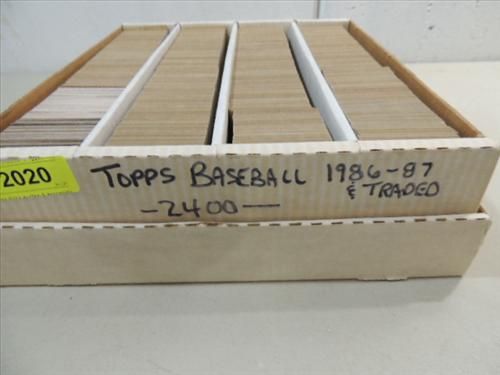 2020
TOPPS BASEBALL 1986-87
& TRADED
-2400-